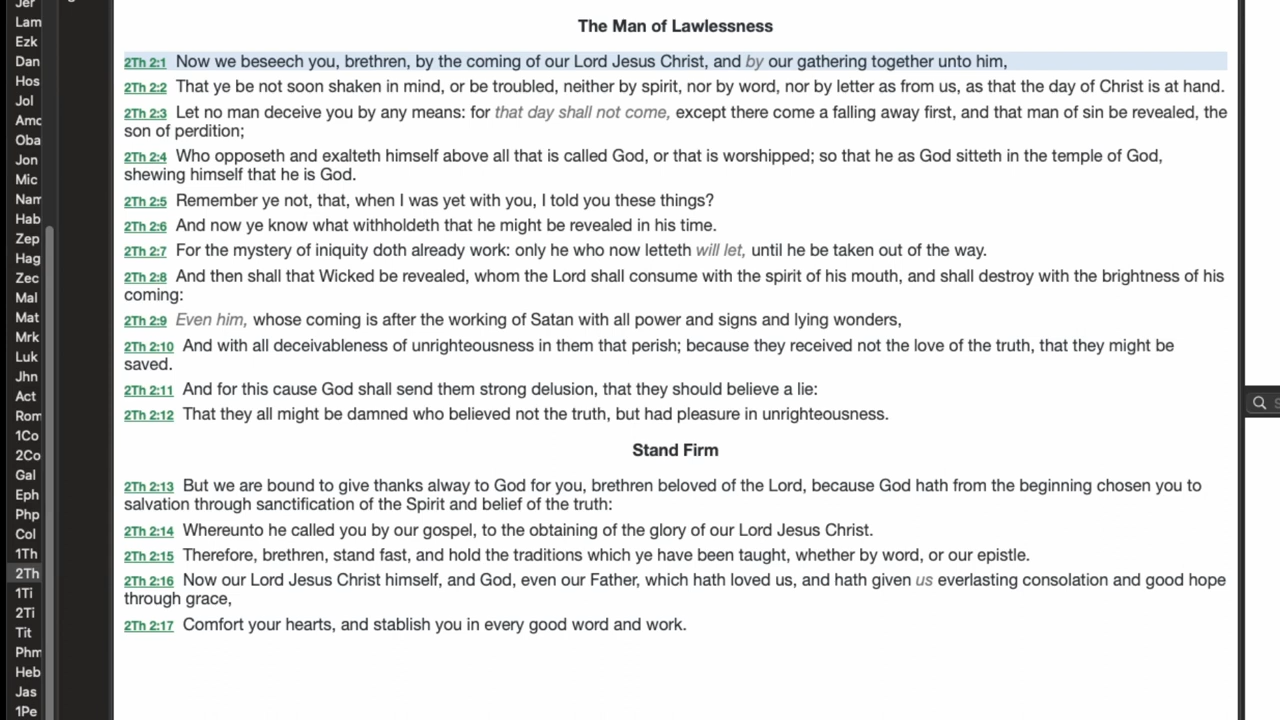 Jer
Lam
Ezk
Dan
Hos
Jol
Amo
Oba
Jon
Mic
Nam
Hab
Zep
Hag
Zec
Mal
Mat
Mrk
Luk
Jhn
Act
Rom
1Co
2Co
Gal
Eph
Php
Col
1Th
2Th
1Ti
2Ti
Tit
Phm
Heb
Jas
1Pe
The Man of Lawlessness
2Th 2:1 Now we beseech you, brethren, by the coming of our Lord Jesus Christ, and by our gathering together unto him,
2Th 2:2 That ye be not soon shaken in mind, or be troubled, neither by spirit, nor by word, nor by letter as from us, as that the day of Christ is at hand.
2Th 2:3 Let no man deceive you by any means: for that day shall not come, except there come a falling away first, and that man of sin be revealed, the
son of perdition;
2Th 2:4 Who opposeth and exalteth himself above all that is called God, or that is worshipped; so that he as God sitteth in the temple of God,
shewing himself that he is God.
2Th 2:5 Remember ye not, that, when I was yet with you, I told you these things?
2Th 2:6 And now ye know what withholdeth that he might be revealed in his time.
2Th 2:7 For the mystery of iniquity doth already work: only he who now letteth will let, until he be taken out of the way.
2Th 2:8 And then shall that Wicked be revealed, whom the Lord shall consume with the spirit of his mouth, and shall destroy with the brightness of his
coming:
2Th 2:9 Even him, whose coming is after the working of Satan with all power and signs and lying wonders,
2Th 2:10 And with all deceivableness of unrighteousness in them that perish; because they received not the love of the truth, that they might be
saved.
2Th 2:11 And for this cause God shall send them strong delusion, that they should believe a lie:
2Th 2:12 That they all might be damned who believed not the truth, but had pleasure in unrighteousness.
Stand Firm
2Th 2:13 But we are bound to give thanks alway to God for you, brethren beloved of the Lord, because God hath from the beginning chosen you to
salvation through sanctification of the Spirit and belief of the truth:
2Th 2:14 Whereunto he called you by our gospel, to the obtaining of the glory of our Lord Jesus Christ.
2Th 2:15 Therefore, brethren, stand fast, and hold the traditions which ye have been taught, whether by word, or our epistle.
2Th 2:16 Now our Lord Jesus Christ himself, and God, even our Father, which hath loved us, and hath given us everlasting consolation and good hope
through grace,
2Th 2:17 Comfort your hearts, and stablish you in every good word and work.